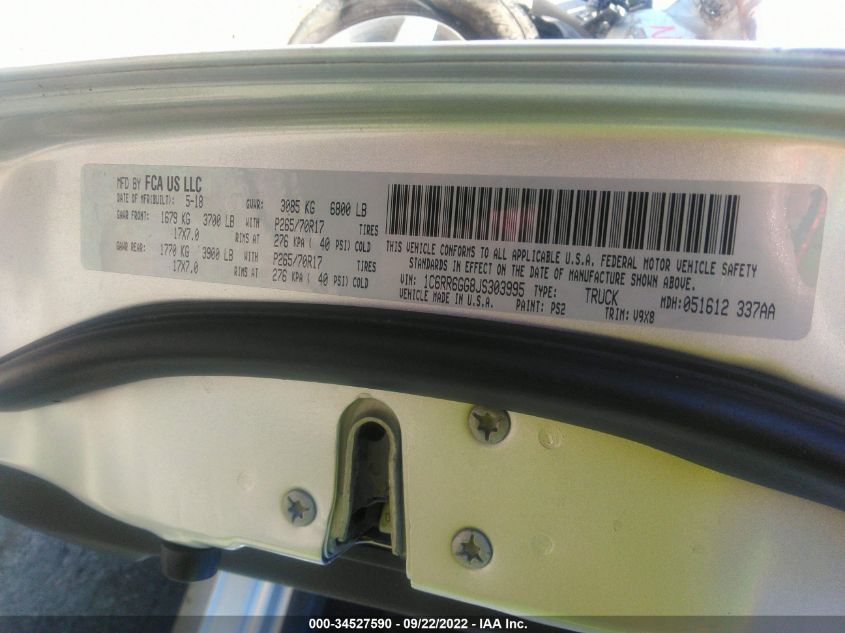 MFD BY FCA US LLC
DATE OF MFR(BUILT): 5-18 GVWR: 3085 KG 6800 LB
GAWR FRONT: 1679 KG 3700 LB WITH P265/70R17 TIRES
17X7.0 RIMS AT 276 KPA ( 40 PSI) COLD
GAWR REAR: 1770 KG 3900 LB WITH P265/70R17 TIRES
17X7.0 RIMS AT 276 KPA ( 40 PSI) COLD
THIS VEHICLE CONFORMS TO ALL APPLICABLE U.S.A. FEDERAL MOTOR VEHICLE SAFETY
STANDARDS IN EFFECT ON THE DATE OF MANUFACTURE SHOWN ABOVE.
VIN: 1C6RR6GG8JS303995 TYPE: TRUCK MDH: 051612 337AA
VEHICLE MADE IN U.S.A. PAINT: PS2 TRIM: V9X8
000-34527590 - 09/22/2022 - IAA Inc.